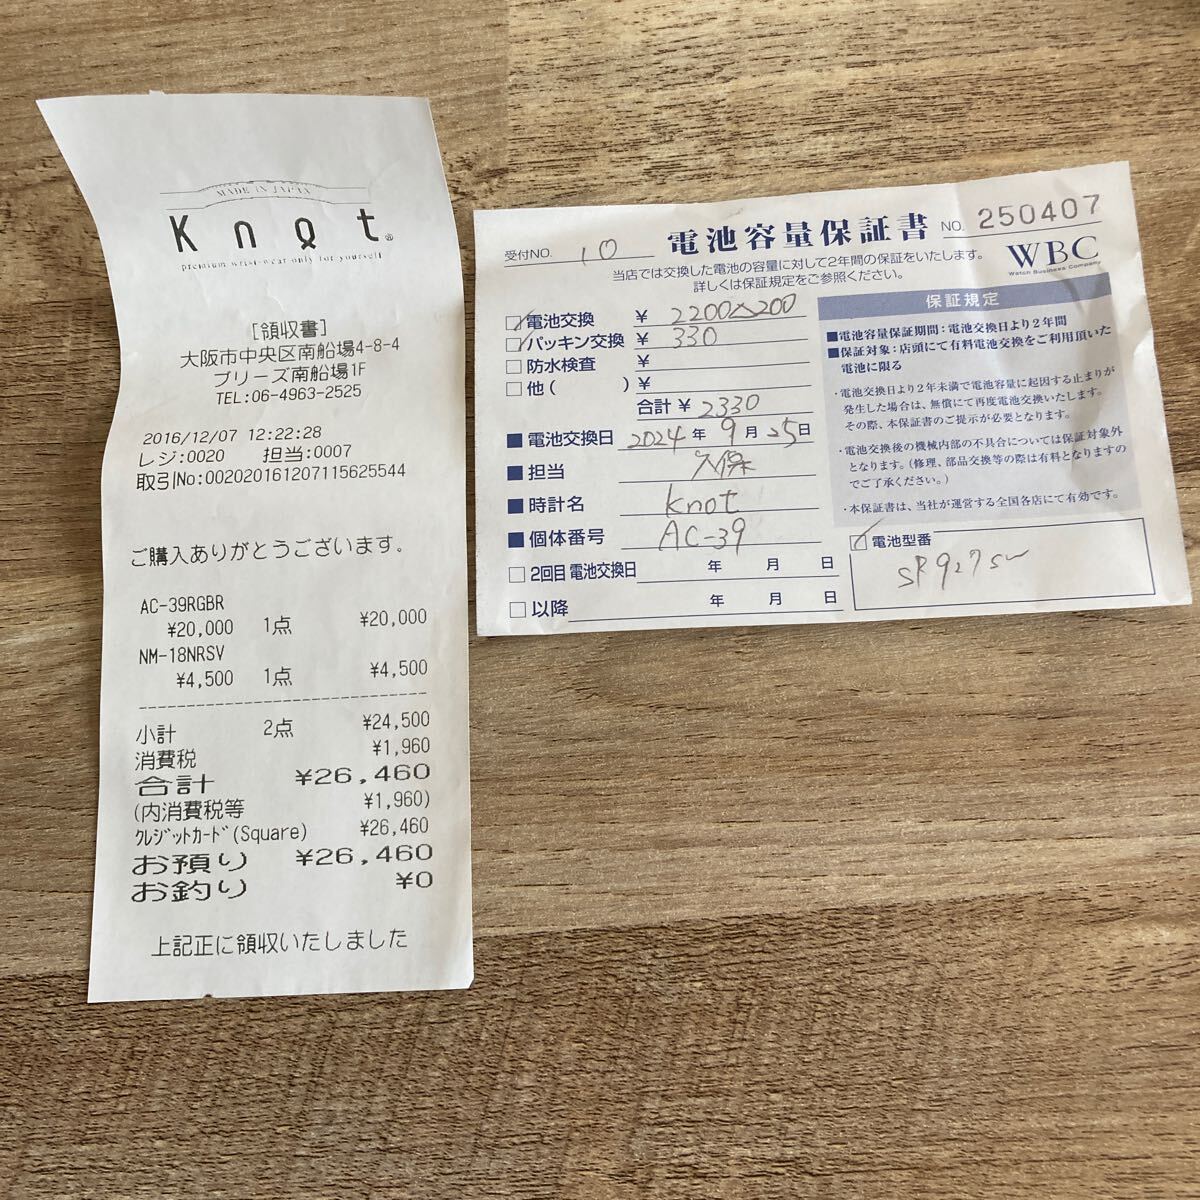 MADE IN JAPAN
Knot®
premium wrist-wear only for yourself
[領収書]
大阪市中央区南船場4-8-4
ブリーズ南船場1F
TEL:06-4963-2525
2016/12/07 12:22:28
レジ:0020 担当:0007
取引No:002020161207115625544
ご購入ありがとうございます。
AC-39RGBR
¥20,000 1点 ¥20,000
NM-18NRSV
¥4,500 1点 ¥4,500
小計 2点 ¥24,500
消費税 ¥1,960
合計 ¥26,460
(内消費税等 ¥1,960)
ｸﾚｼﾞｯﾄｶｰﾄﾞ(Square) ¥26,460
お預り ¥26,460
お釣り ¥0
上記正に領収いたしました
受付NO. 10 電池容量保証書 NO. 250407
当店では交換した電池の容量に対して2年間の保証をいたします。
詳しくは保証規定をご参照ください。
WBC
Watch Business Company
□電池交換 ¥ 2200△200
□パッキン交換 ¥ 330
□防水検査 ¥
□他( ) ¥
合計 ¥ 2330
■電池交換日 2024年9月25日
■担当 久保
■時計名 knot
■個体番号 AC-39
□2回目 電池交換日 年 月 日
□以降 年 月 日
保証規定
■電池容量保証期間：電池交換日より2年間
■保証対象：店頭にて有料電池交換をご利用頂いた
電池に限る
・電池交換日より2年未満で電池容量に起因する止まりが
発生した場合は、無償にて再度電池交換いたします。
その際、本保証書のご提示が必要となります。
・電池交換後の機械内部の不具合については保証対象外
となります。（修理、部品交換等の際は有料となりますの
でご了承ください。）
・本保証書は、当社が運営する全国各店にて有効です。
□電池型番
SR927SW